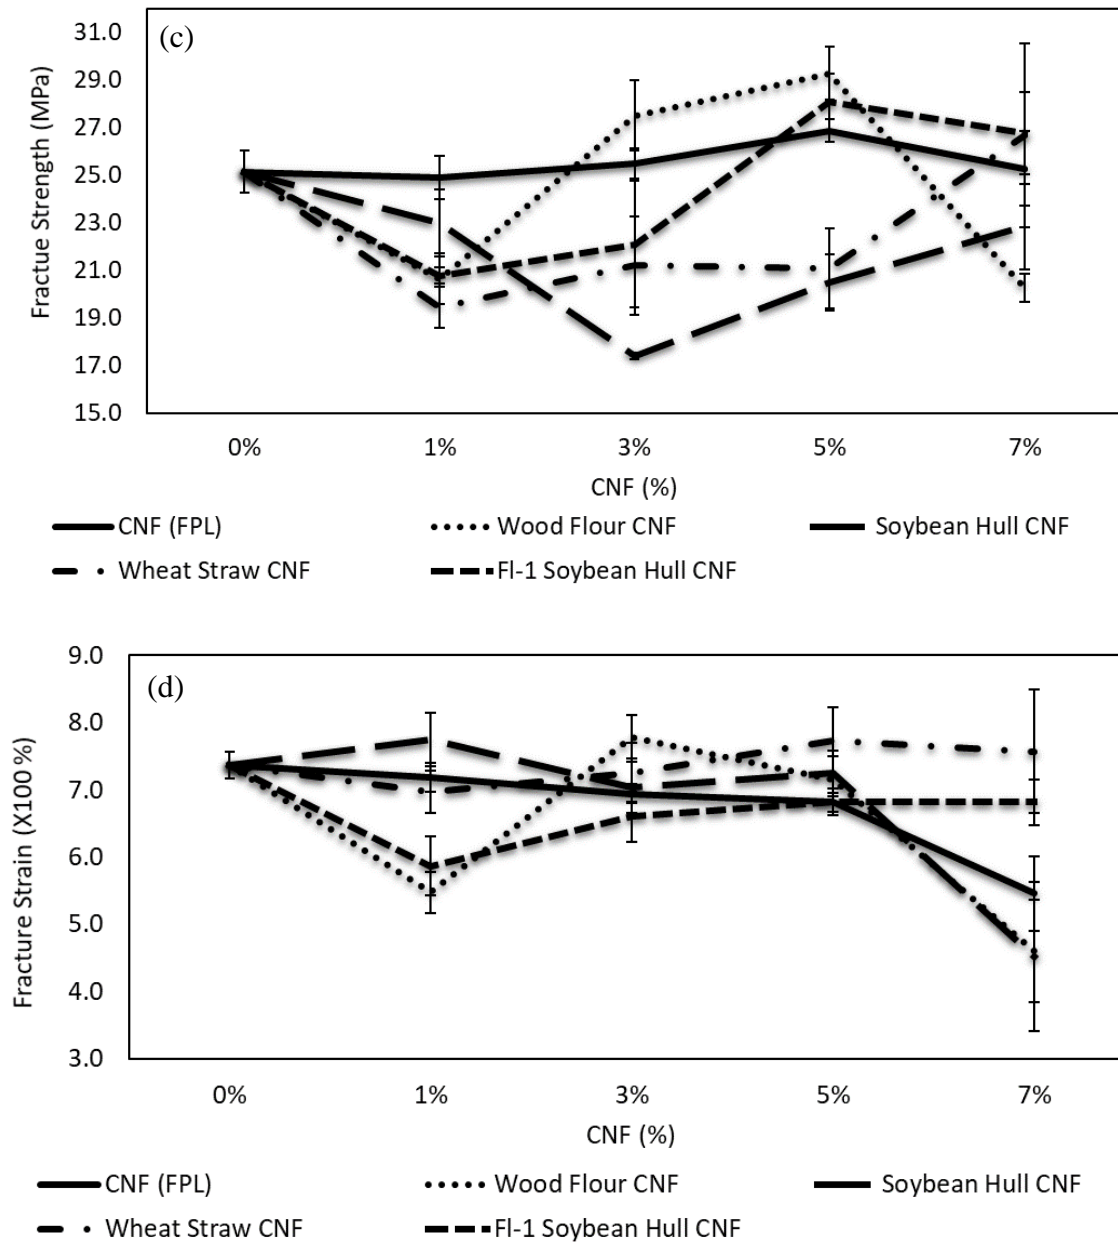 (c)
Fractue Strength (MPa)
31.0
29.0
27.0
25.0
23.0
21.0
19.0
17.0
15.0
0% 1% 3% 5% 7%
CNF (%)
CNF (FPL) Wood Flour CNF Soybean Hull CNF
Wheat Straw CNF Fl-1 Soybean Hull CNF
(d)
Fracture Strain (X100%)
9.0
8.0
7.0
6.0
5.0
4.0
3.0
0% 1% 3% 5% 7%
CNF (%)
CNF (FPL) Wood Flour CNF Soybean Hull CNF
Wheat Straw CNF Fl-1 Soybean Hull CNF